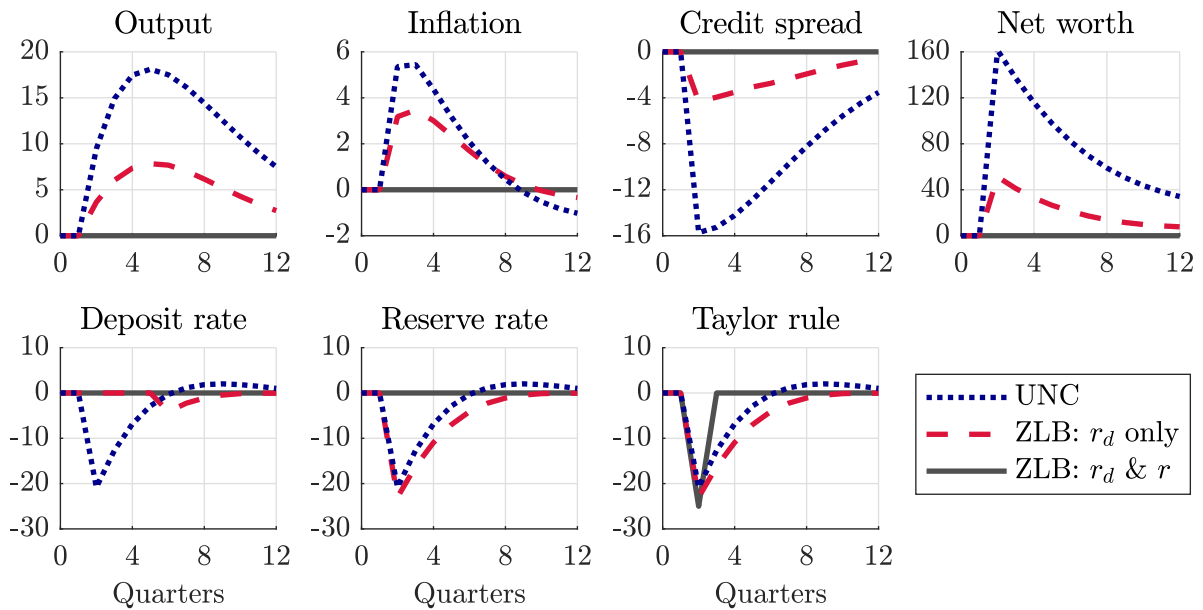 Output
Inflation
Credit spread
Net worth
20
15
10
5
0
0 4 8 12
6
4
2
0
-2
0 4 8 12
0
-4
-8
-12
-16
0 4 8 12
160
120
80
40
0
0 4 8 12
Deposit rate
Reserve rate
Taylor rule
10
0
-10
-20
-30
0 4 8 12
Quarters
10
0
-10
-20
-30
0 4 8 12
Quarters
10
0
-10
-20
-30
0 4 8 12
Quarters
UNC
ZLB: r_d only
ZLB: r_d & r